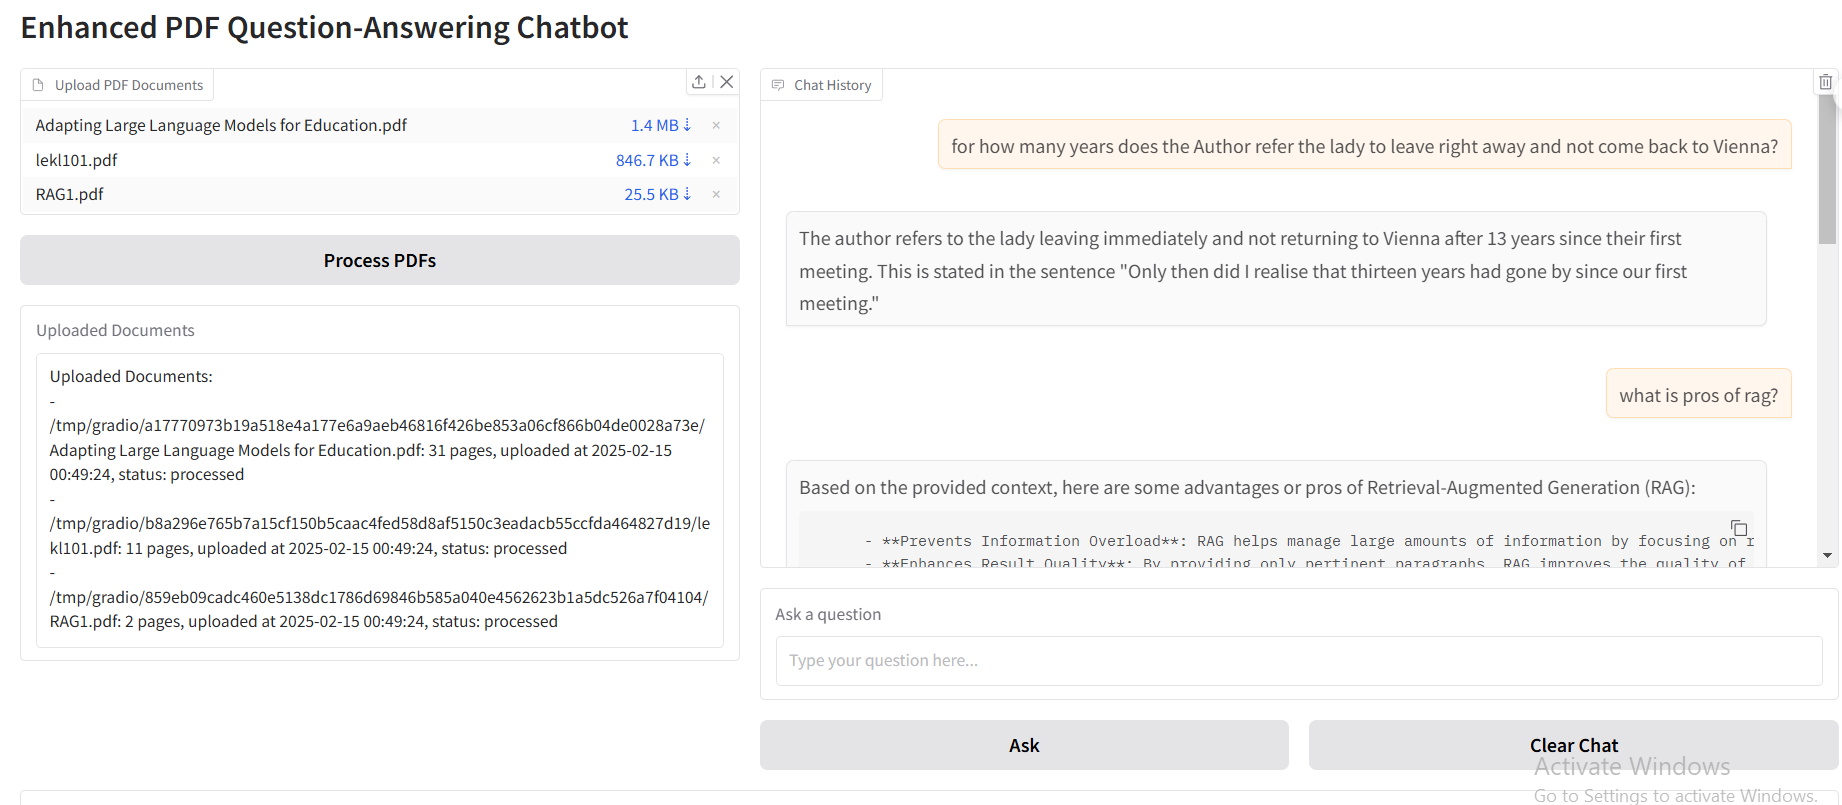 Enhanced PDF Question-Answering Chatbot
Upload PDF Documents
Adapting Large Language Models for Education.pdf 1.4 MB ⇣ ×
lekl101.pdf 846.7 KB ⇣ ×
RAG1.pdf 25.5 KB ⇣ ×
Process PDFs
Uploaded Documents
Uploaded Documents:
-
/tmp/gradio/a17770973b19a518e4a177e6a9aeb46816f426be853a06cf866b04de0028a73e/
Adapting Large Language Models for Education.pdf: 31 pages, uploaded at 2025-02-15
00:49:24, status: processed
-
/tmp/gradio/b8a296e765b7a15cf150b5caac4fed58d8af5150c3eadacb55ccfda464827d19/le
kl101.pdf: 11 pages, uploaded at 2025-02-15 00:49:24, status: processed
-
/tmp/gradio/859eb09cadc460e5138dc1786d69846b585a040e4562623b1a5dc526a7f04104/
RAG1.pdf: 2 pages, uploaded at 2025-02-15 00:49:24, status: processed
Chat History
for how many years does the Author refer the lady to leave right away and not come back to Vienna?
The author refers to the lady leaving immediately and not returning to Vienna after 13 years since their first
meeting. This is stated in the sentence "Only then did I realise that thirteen years had gone by since our first
meeting."
what is pros of rag?
Based on the provided context, here are some advantages or pros of Retrieval-Augmented Generation (RAG):
- **Prevents Information Overload**: RAG helps manage large amounts of information by focusing on r
- **Enhances Result Quality**: By providing only pertinent paragraphs, RAG improves the quality of
Ask a question
Type your question here...
Ask
Clear Chat
Activate Windows
Go to Settings to activate Windows.